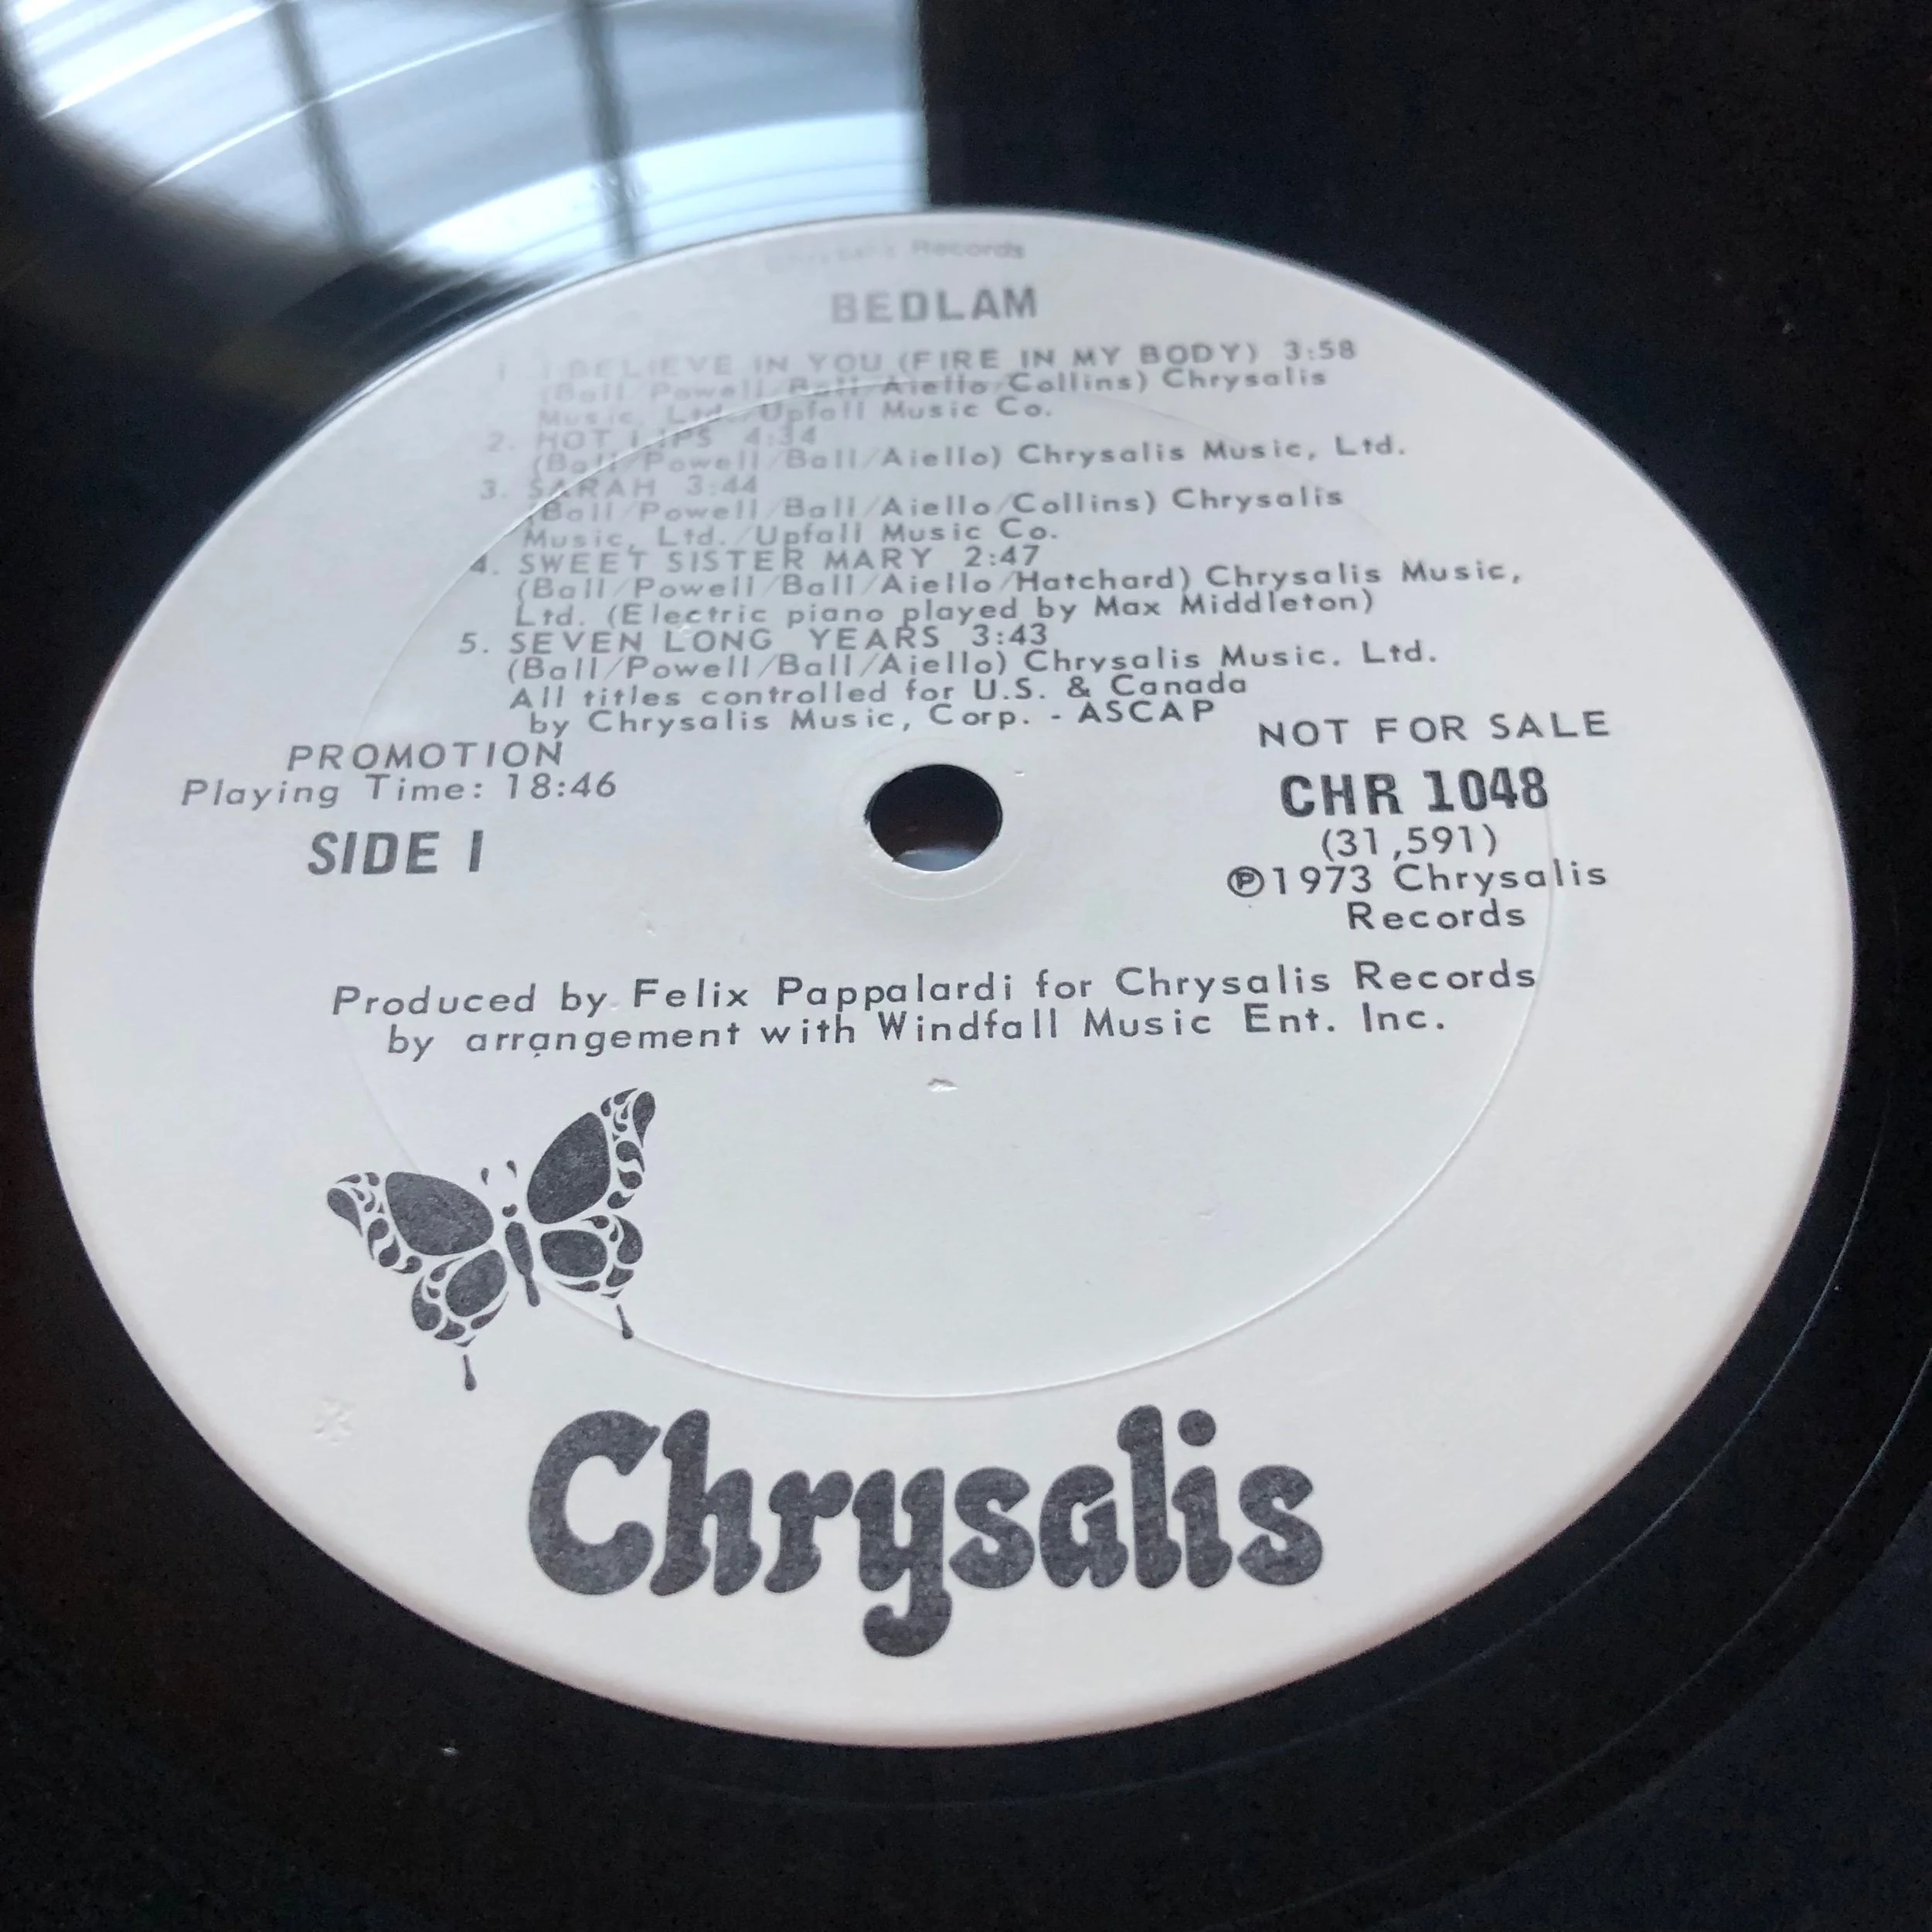 Chrysalis Records
BEDLAM
1. I BELIEVE IN YOU (FIRE IN MY BODY) 3:58
(Ball/Powell/Ball/Aiello/Collins) Chrysalis
Music, Ltd./Upfall Music Co.
2. HOT LIPS 4:34
(Ball/Powell/Ball/Aiello) Chrysalis Music, Ltd.
3. SARAH 3:44
(Ball/Powell/Ball/Aiello/Collins) Chrysalis
Music, Ltd./Upfall Music Co.
4. SWEET SISTER MARY 2:47
(Ball/Powell/Ball/Aiello/Hatchard) Chrysalis Music,
Ltd. (Electric piano played by Max Middleton)
5. SEVEN LONG YEARS 3:43
(Ball/Powell/Ball/Aiello) Chrysalis Music. Ltd.
All titles controlled for U.S. & Canada
by Chrysalis Music, Corp. - ASCAP
PROMOTION
Playing Time: 18:46
SIDE 1
NOT FOR SALE
CHR 1048
(31,591)
Ⓟ1973 Chrysalis
Records
Produced by Felix Pappalardi for Chrysalis Records
by arrangement with Windfall Music Ent. Inc.
Chrysalis